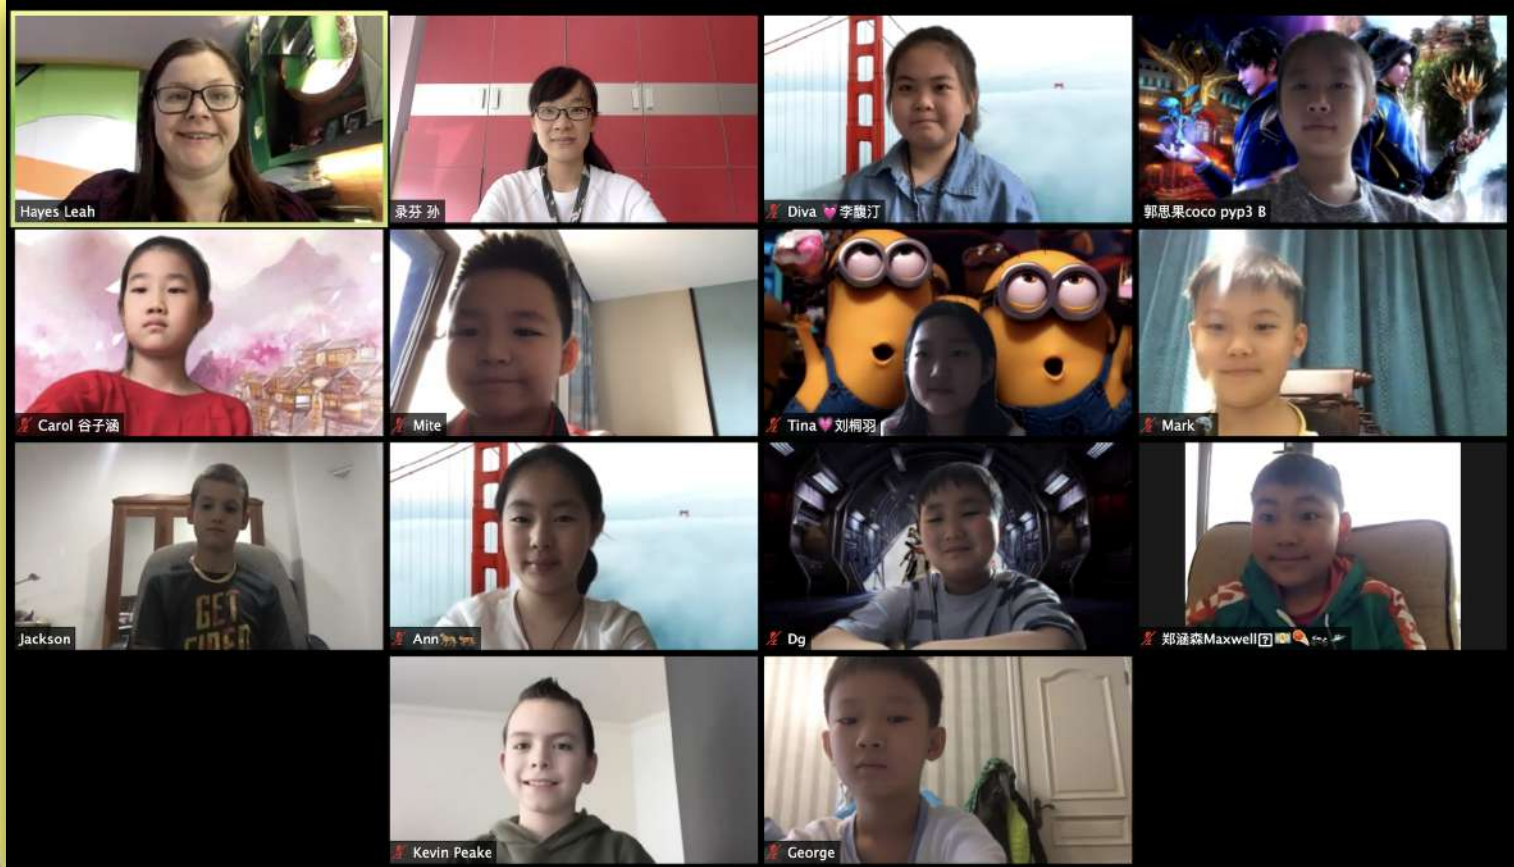 Hayes Leah
录芬 孙
Diva 💗李馥汀
郭思果coco pyp3 B
Carol 谷子涵
Mite
Tina💗刘桐羽
Mark
Jackson
GET
Ann
Dg
郑涵森Maxwell
Kevin Peake
George